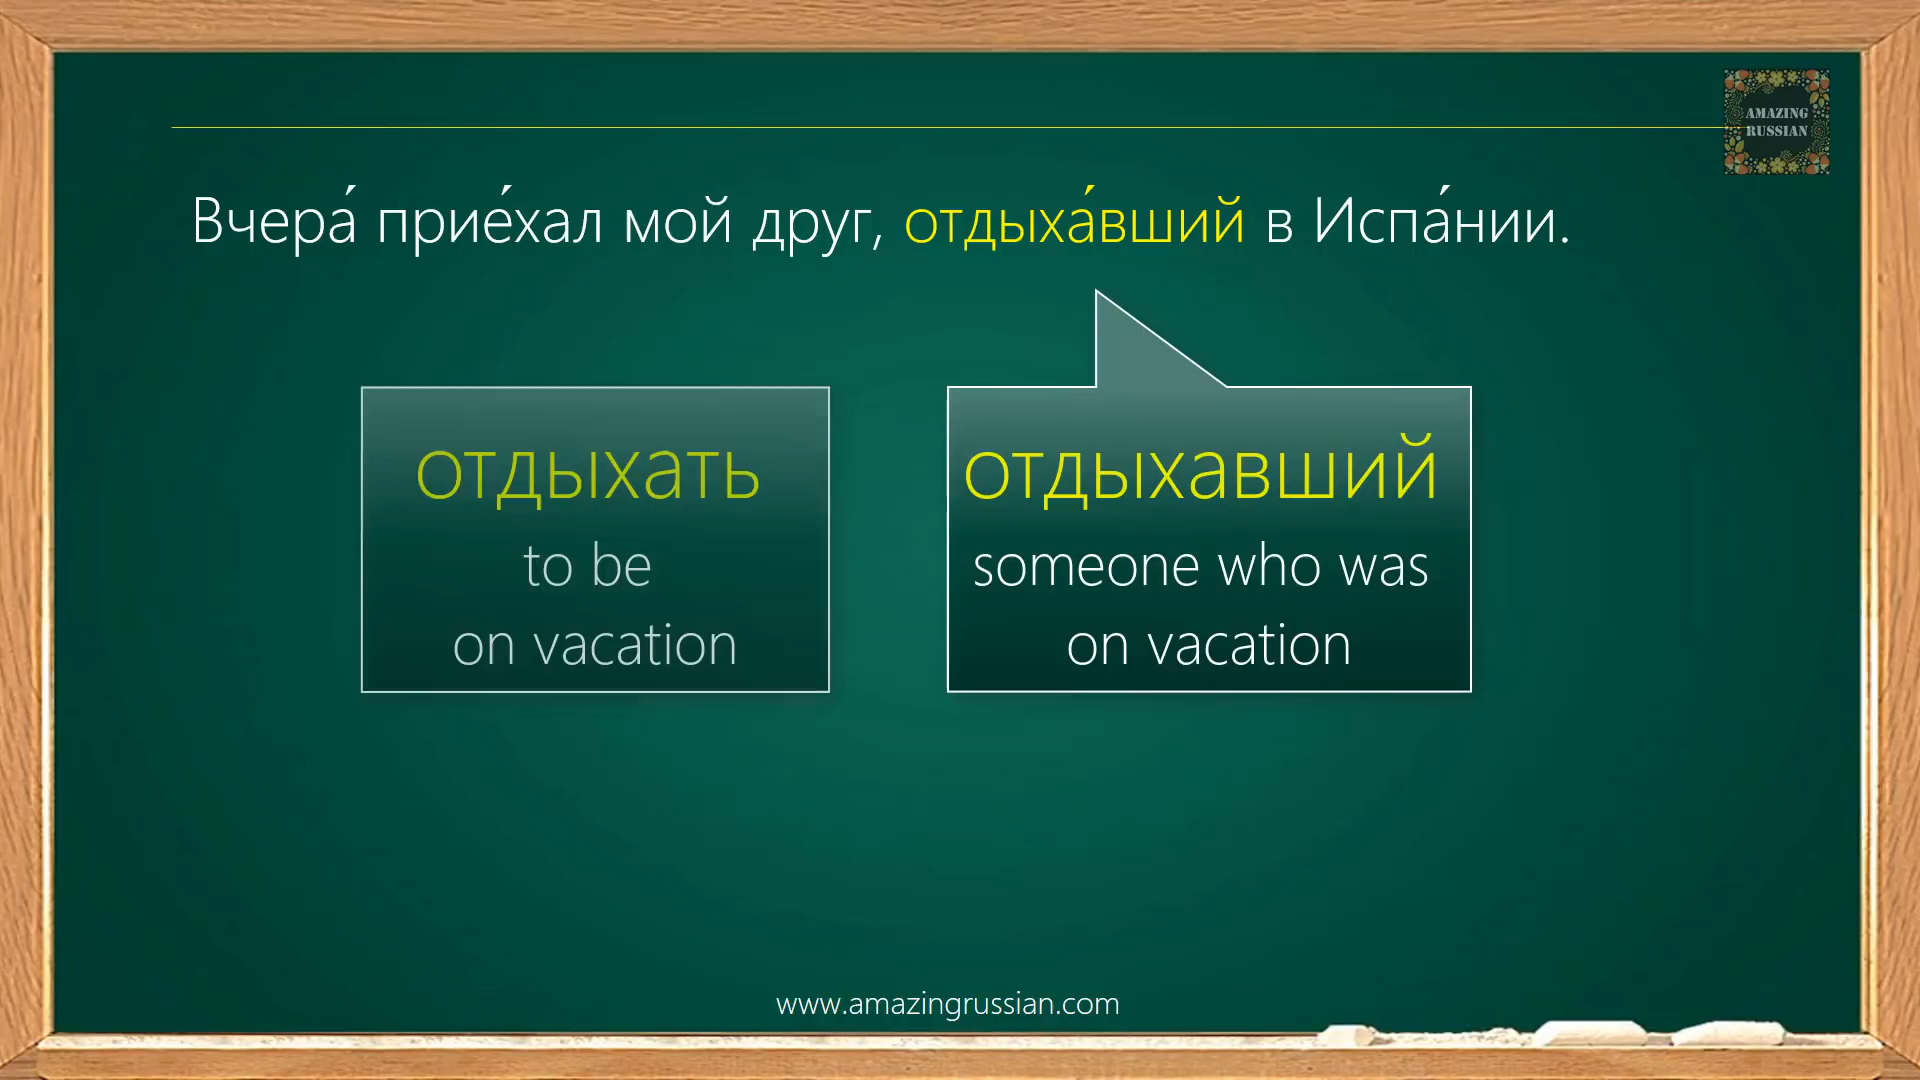 AMAZING
RUSSIAN
Вчера́ прие́хал мой друг, отдыха́вший в Испа́нии.
отдыхать
to be
on vacation
отдыхавший
someone who was
on vacation
www.amazingrussian.com